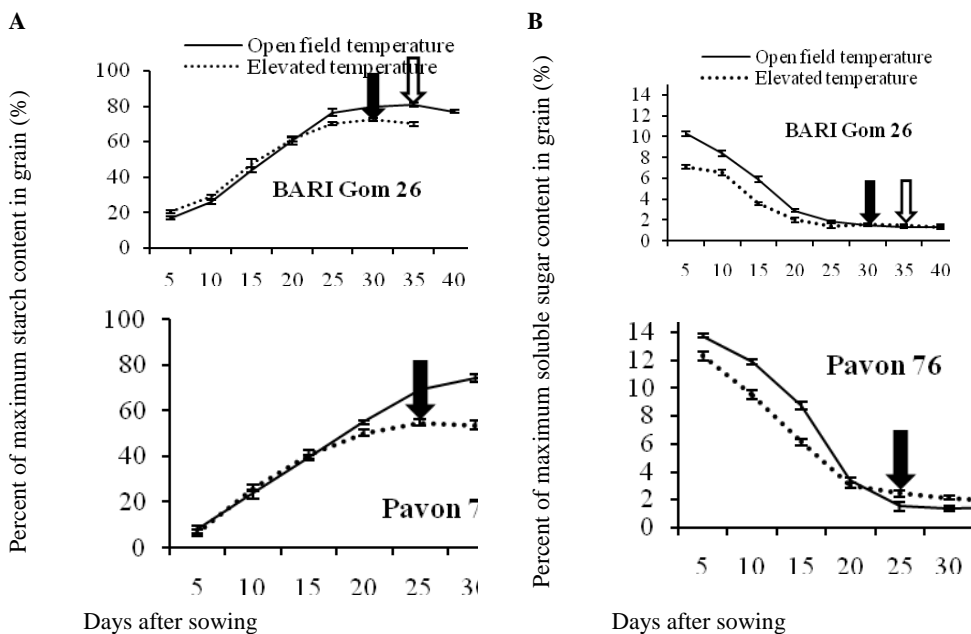 A
B
Percent of maximum starch content in grain (%)
Open field temperature
Elevated temperature
100
80
60
40
20
0
BARI Gom 26
5 10 15 20 25 30 35 40
100
80
60
40
20
0
Pavon 7
5 10 15 20 25 30
Days after sowing
Percent of maximum soluble sugar content in grain (%)
Open field temperature
Elevated temperature
14
12
10
8
6
4
2
0
BARI Gom 26
5 10 15 20 25 30 35 40
14
12
10
8
6
4
2
0
Pavon 76
5 10 15 20 25 30
Days after sowing